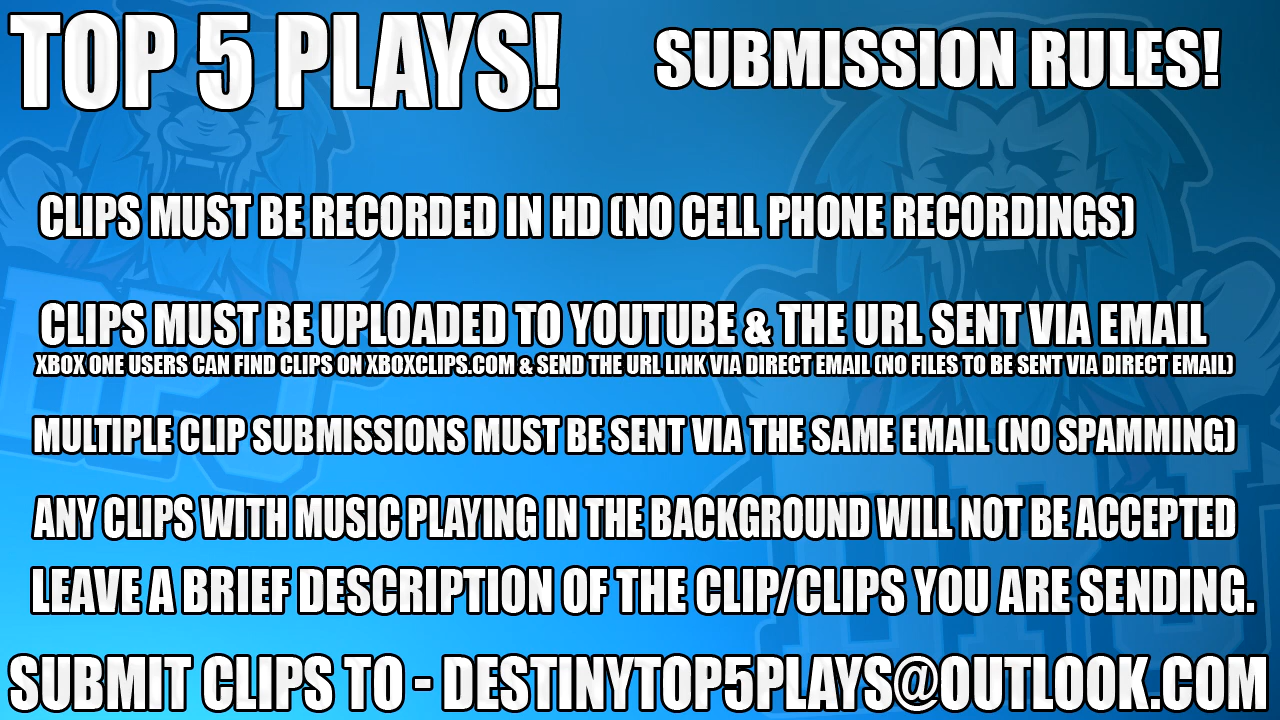 TOP 5 PLAYS!
SUBMISSION RULES!
CLIPS MUST BE RECORDED IN HD (NO CELL PHONE RECORDINGS)
CLIPS MUST BE UPLOADED TO YOUTUBE & THE URL SENT VIA EMAIL
XBOX ONE USERS CAN FIND CLIPS ON XBOXCLIPS.COM & SEND THE URL LINK VIA DIRECT EMAIL (NO FILES TO BE SENT VIA DIRECT EMAIL)
MULTIPLE CLIP SUBMISSIONS MUST BE SENT VIA THE SAME EMAIL (NO SPAMMING)
ANY CLIPS WITH MUSIC PLAYING IN THE BACKGROUND WILL NOT BE ACCEPTED
LEAVE A BRIEF DESCRIPTION OF THE CLIP/CLIPS YOU ARE SENDING.
SUBMIT CLIPS TO - DESTINYTOP5PLAYS@OUTLOOK.COM